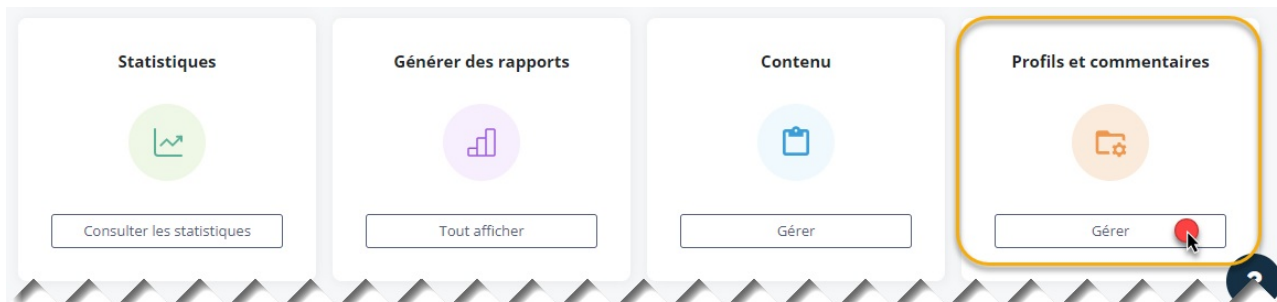 Statistiques
Générer des rapports
Contenu
Profils et commentaires
Consulter les statistiques
Tout afficher
Gérer
Gérer